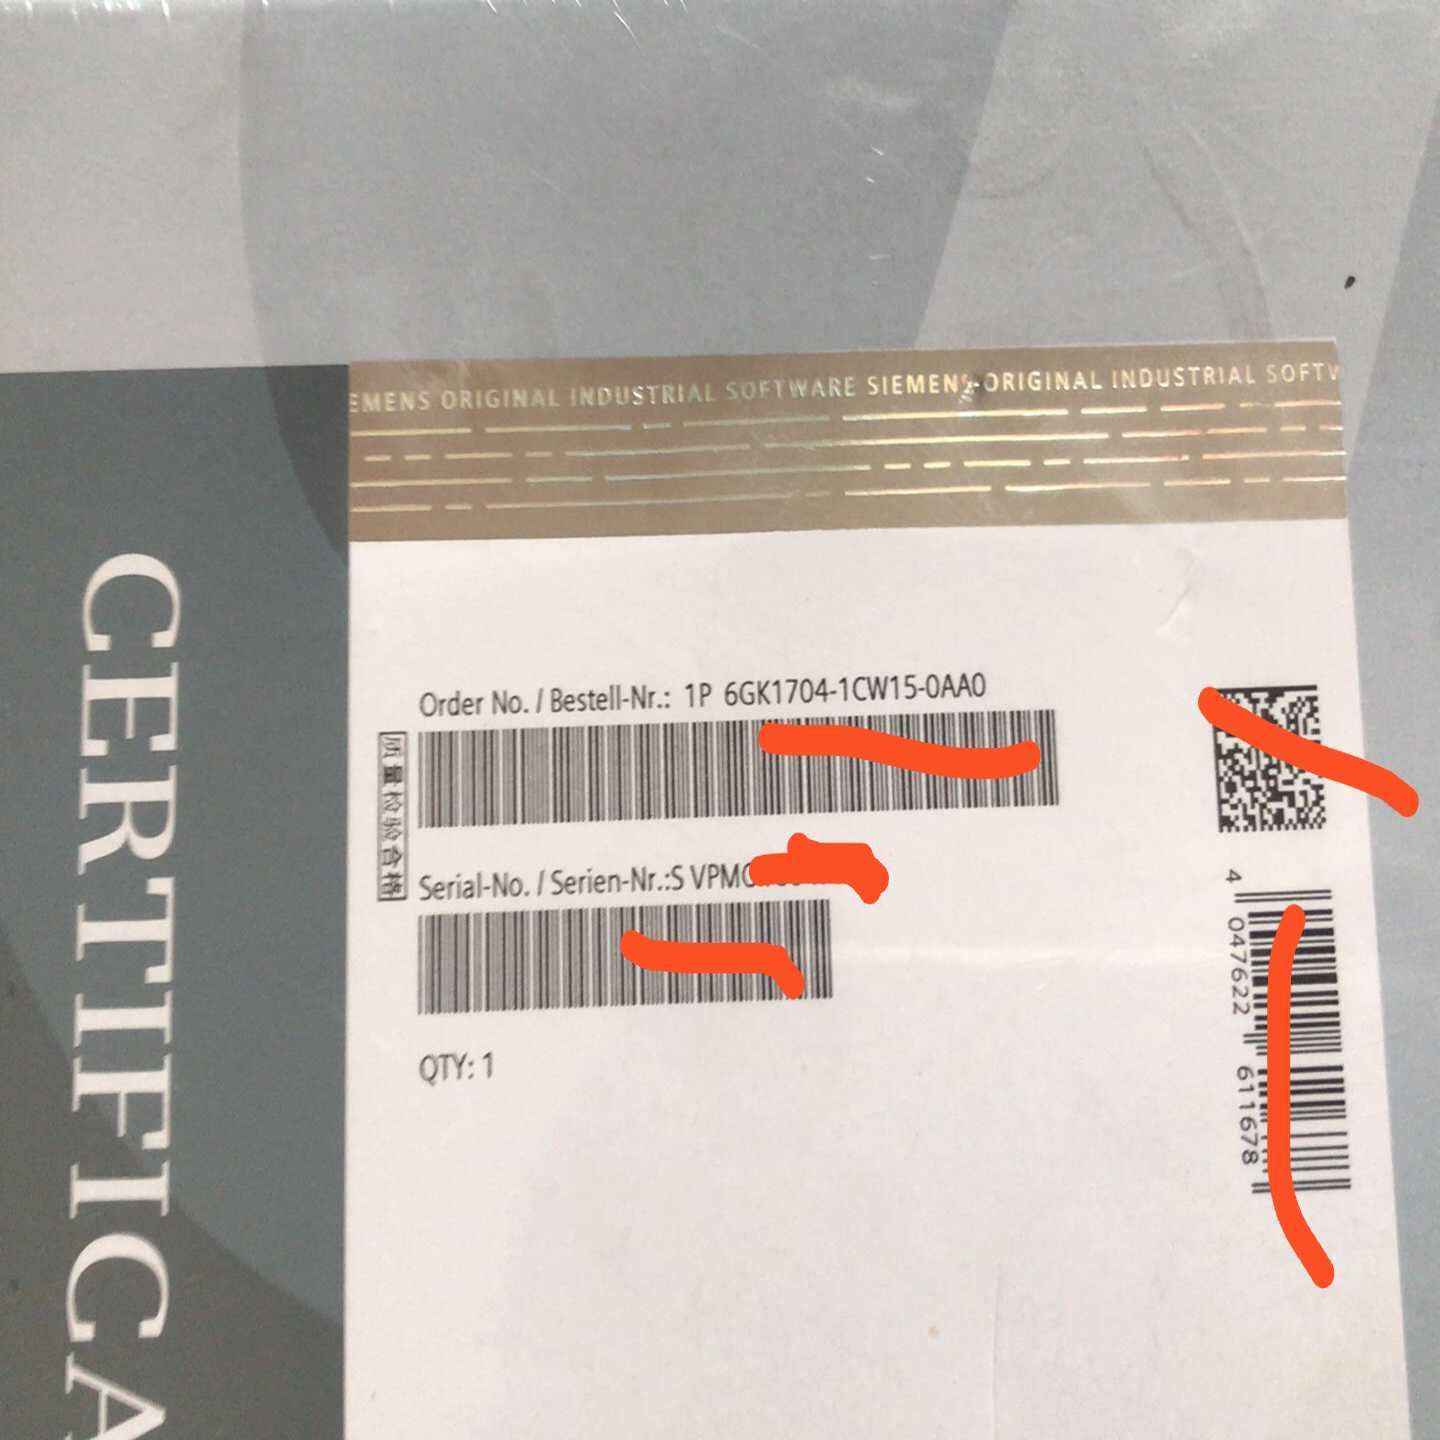 EMENS ORIGINAL INDUSTRIAL SOFTWARE SIEMENS ORIGINAL INDUSTRIAL SOFTW
Order No. / Bestell-Nr.: 1P 6GK1704-1CW15-0AA0
质量检验合格
Serial-No. / Serien-Nr.:S VPM
QTY: 1
4 047622 611678
CERTIFICA